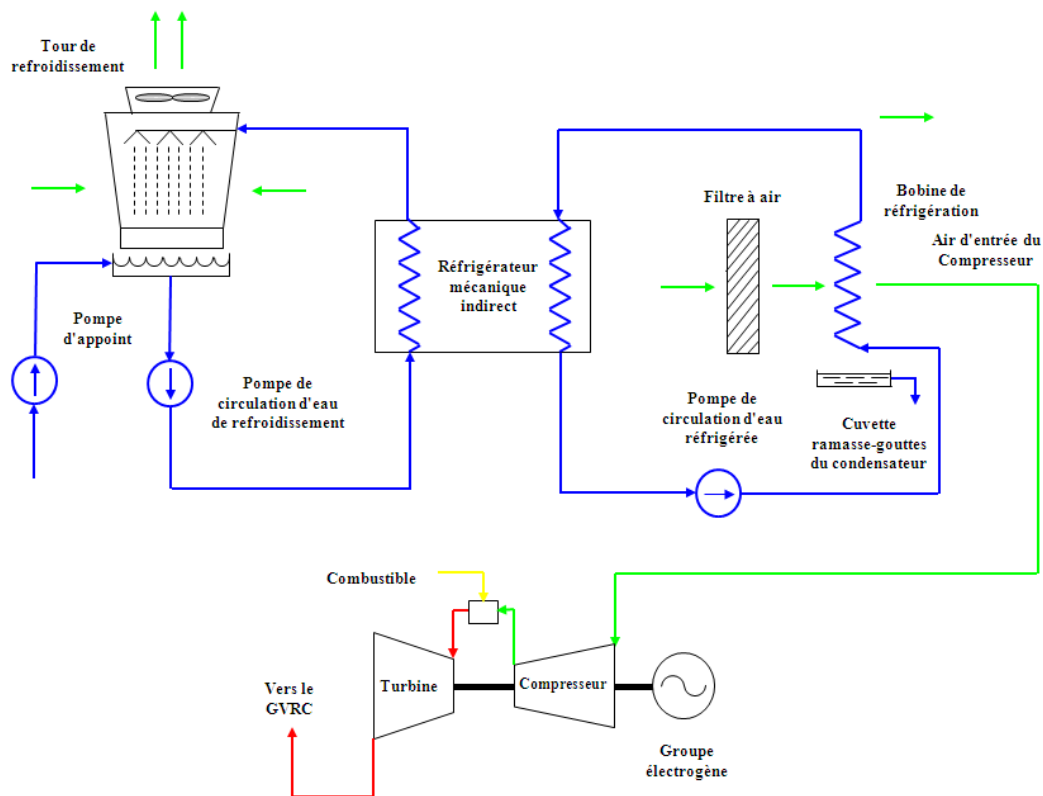 Tour de
refroidissement
Pompe
d'appoint
Pompe de
circulation d'eau
de refroidissement
Réfrigérateur
mécanique
indirect
Filtre à air
Bobine de
réfrigération
Air d'entrée du
Compresseur
Pompe de
circulation d'eau
réfrigérée
Cuvette
ramasse-gouttes
du condensateur
Combustible
Turbine
Compresseur
Vers le
GVRC
Groupe
électrogène